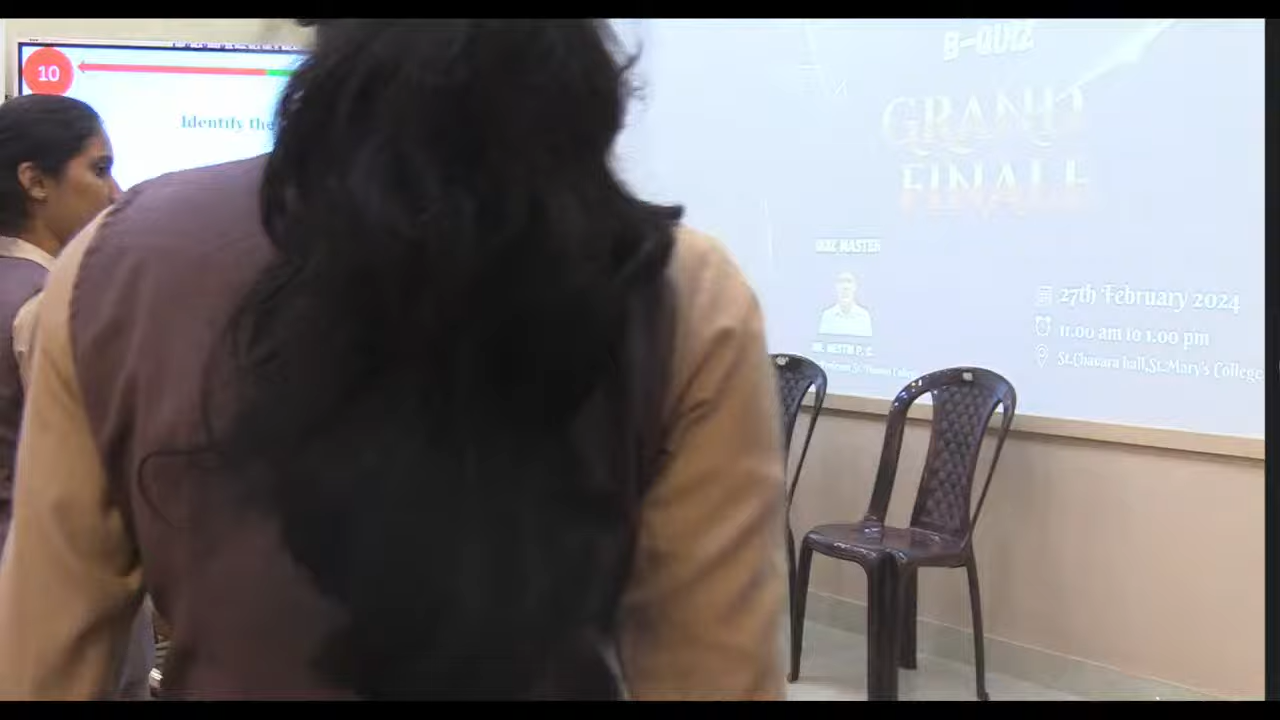 10
Identify the
B-QUIZ
GRAND
FINALE
QUIZ MASTER
27th February 2024
11.00 am to 1.00 pm
St.Chavara hall,St.Mary's College